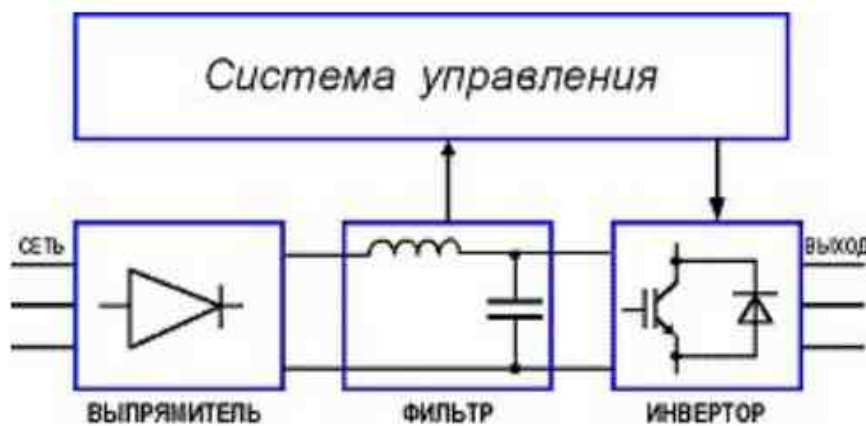 Система управления
СЕТЬ
ВЫХОД
ВЫПРЯМИТЕЛЬ
ФИЛЬТР
ИНВЕРТОР